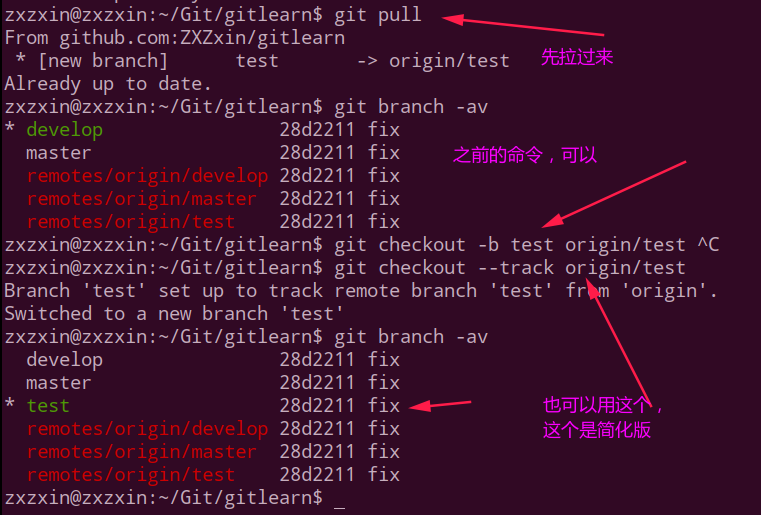 zxzxin@zxzxin:~/Git/gitlearn$ git pull
From github.com:ZXZxin/gitlearn
 * [new branch]      test       -> origin/test
先拉过来
Already up to date.
zxzxin@zxzxin:~/Git/gitlearn$ git branch -av
* develop                28d2211 fix
  master                 28d2211 fix
之前的命令，可以
  remotes/origin/develop 28d2211 fix
  remotes/origin/master  28d2211 fix
  remotes/origin/test    28d2211 fix
zxzxin@zxzxin:~/Git/gitlearn$ git checkout -b test origin/test ^C
zxzxin@zxzxin:~/Git/gitlearn$ git checkout --track origin/test
Branch 'test' set up to track remote branch 'test' from 'origin'.
Switched to a new branch 'test'
zxzxin@zxzxin:~/Git/gitlearn$ git branch -av
  develop                28d2211 fix
  master                 28d2211 fix
* test                   28d2211 fix
也可以用这个，
这个是简化版
  remotes/origin/develop 28d2211 fix
  remotes/origin/master  28d2211 fix
  remotes/origin/test    28d2211 fix
zxzxin@zxzxin:~/Git/gitlearn$ _